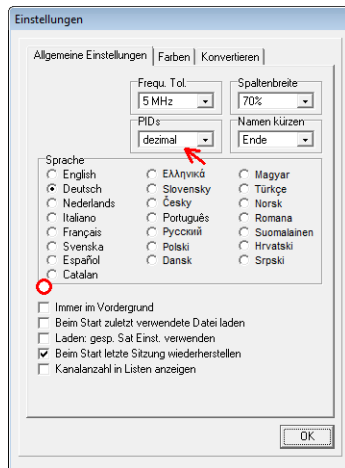 Einstellungen
Allgemeine Einstellungen Farben Konvertieren
Frequ. Tol. Spaltenbreite
5 MHz 70%
PIDs Namen kürzen
dezimal Ende
Sprache
English Ελληνικά Magyar
Deutsch Slovensky Türkçe
Nederlands Česky Norsk
Italiano Português Romana
Français Русский Suomalainen
Svenska Polski Hrvatski
Español Dansk Srpski
Catalan
Immer im Vordergrund
Beim Start zuletzt verwendete Datei laden
Laden: gesp. Sat Einst. verwenden
Beim Start letzte Sitzung wiederherstellen
Kanalanzahl in Listen anzeigen
OK